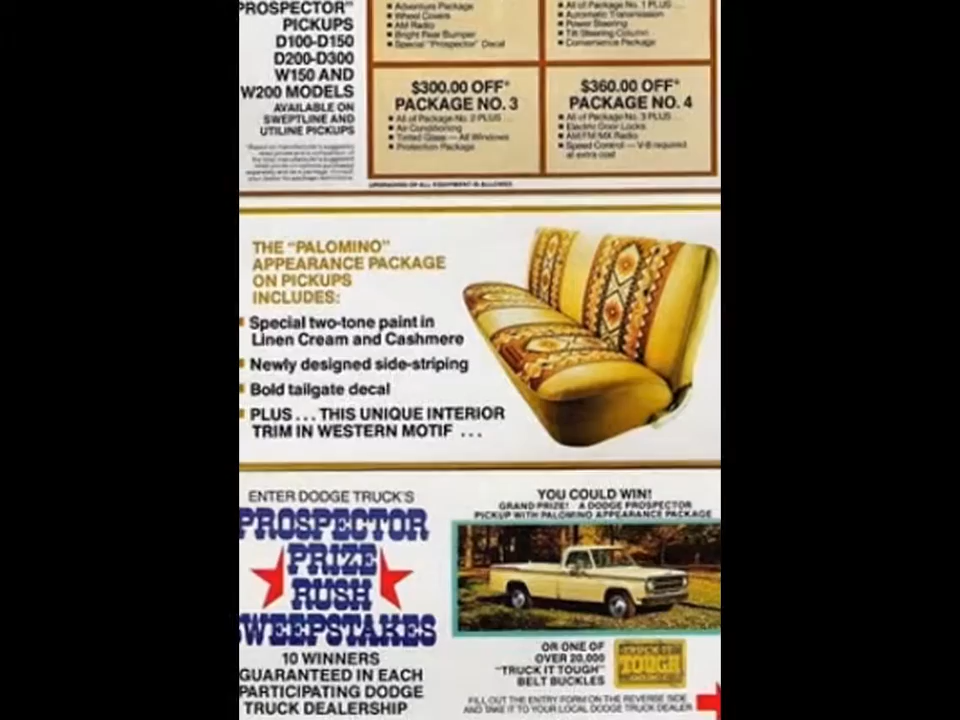 PROSPECTOR"
PICKUPS
D100-D150
D200-D300
W150 AND
W200 MODELS
AVAILABLE ON
SWEPTLINE AND
UTILINE PICKUPS
Adventure Package
Wheel Covers
AM Radio
Bright Rear Bumper
Special "Prospector" Decal
All of Package No. 1 PLUS . . .
Automatic Transmission
Power Steering
Tilt Steering Column
Convenience Package
$300.00 OFF*
PACKAGE NO. 3
All of Package No. 2 PLUS . . .
Air Conditioning
Tinted Glass — All Windows
Protection Package
$360.00 OFF*
PACKAGE NO. 4
All of Package No. 3 PLUS . . .
Electric Door Locks
AM/FM/MX Radio
Speed Control — V-8 required
at extra cost
UPGRADING OF ALL EQUIPMENT IS ALLOWED.
THE "PALOMINO"
APPEARANCE PACKAGE
ON PICKUPS
INCLUDES:
Special two-tone paint in
Linen Cream and Cashmere
Newly designed side-striping
Bold tailgate decal
PLUS . . . THIS UNIQUE INTERIOR
TRIM IN WESTERN MOTIF . . .
ENTER DODGE TRUCK'S
PROSPECTOR
PRIZE
RUSH
SWEEPSTAKES
10 WINNERS
GUARANTEED IN EACH
PARTICIPATING DODGE
TRUCK DEALERSHIP
YOU COULD WIN!
GRAND PRIZE! A DODGE PROSPECTOR
PICKUP WITH PALOMINO APPEARANCE PACKAGE
OR ONE OF
OVER 20,000
"TRUCK IT TOUGH"
BELT BUCKLES
TRUCK IT
TOUGH
FILL OUT THE ENTRY FORM ON THE REVERSE SIDE
AND TAKE IT TO YOUR LOCAL DODGE TRUCK DEALER